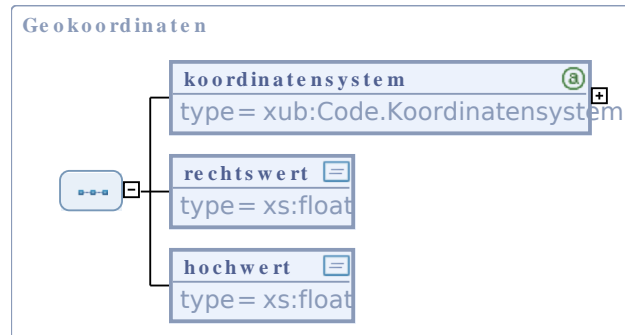 Geokoordinaten
koordinatensystem
type= xub:Code.Koordinatensystem
rechtswert
type= xs:float
hochwert
type= xs:float